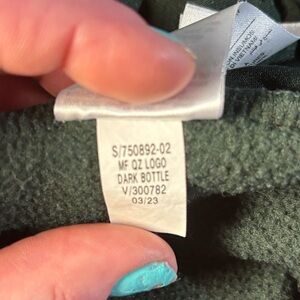 S/750892-02
MF QZ LOGO
DARK BOTTLE
V/300782
03/23